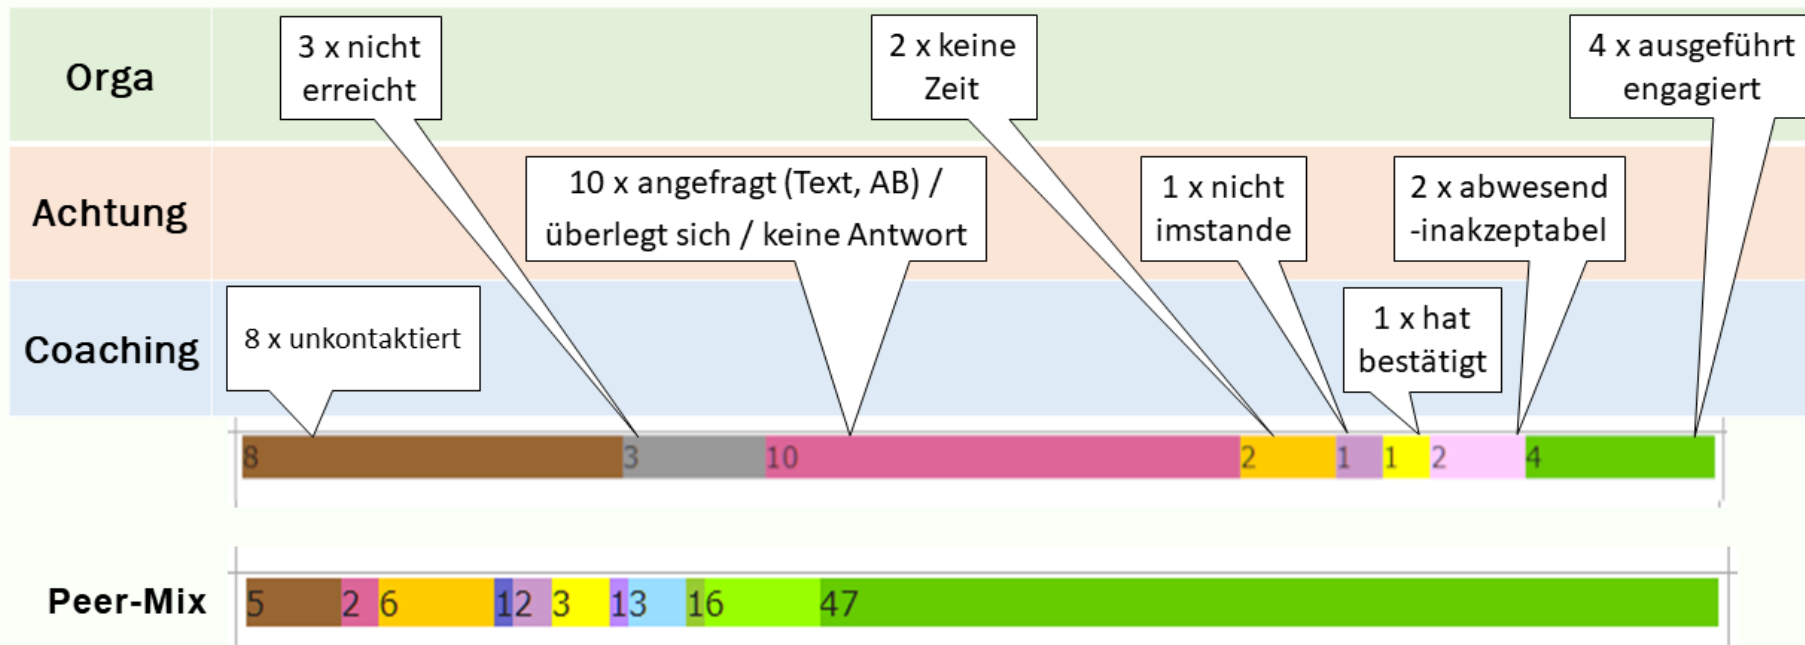 Orga
3 x nicht
erreicht
2 x keine
Zeit
4 x ausgeführt
engagiert
Achtung
10 x angefragt (Text, AB) /
überlegt sich / keine Antwort
1 x nicht
imstande
2 x abwesend
-inakzeptabel
Coaching
8 x unkontaktiert
1 x hat
bestätigt
8 3 10 2 1 1 2 4
Peer-Mix
5 2 6 1 2 3 1 3 1 6 47